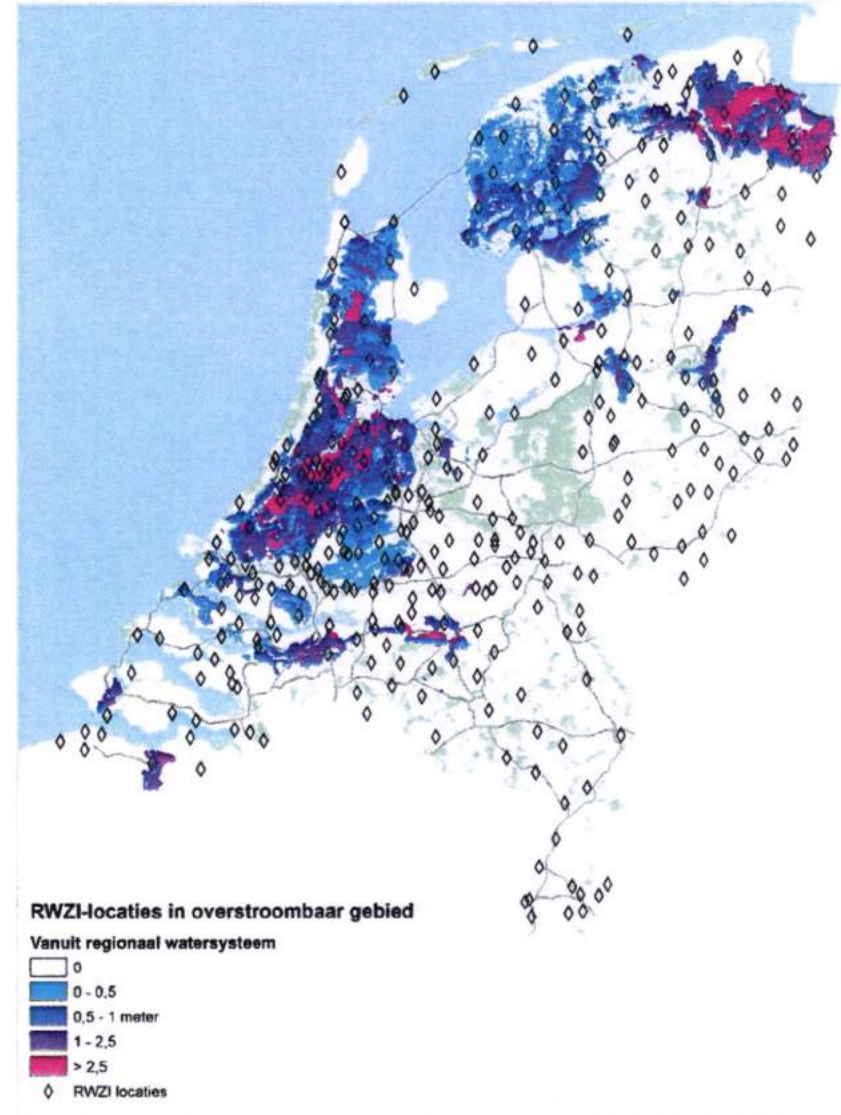 RWZI-locaties in overstroombaar gebied
Vanuit regionaal watersysteem
0
0 - 0,5
0,5 - 1 meter
1 - 2,5
> 2,5
RWZI locaties